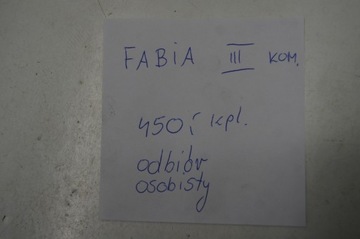 FABIA III KOM.
450,- kpl.
odbiór
osobisty